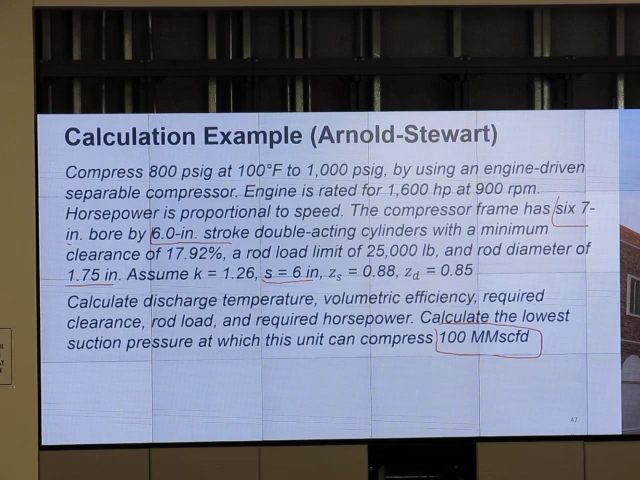 Calculation Example (Arnold-Stewart)
Compress 800 psig at 100°F to 1,000 psig, by using an engine-driven
separable compressor. Engine is rated for 1,600 hp at 900 rpm.
Horsepower is proportional to speed. The compressor frame has six 7-
in. bore by 6.0-in. stroke double-acting cylinders with a minimum
clearance of 17.92%, a rod load limit of 25,000 lb, and rod diameter of
1.75 in. Assume k = 1.26, s = 6 in, zₛ = 0.88, z_d = 0.85
Calculate discharge temperature, volumetric efficiency, required
clearance, rod load, and required horsepower. Calculate the lowest
suction pressure at which this unit can compress 100 MMscfd
47